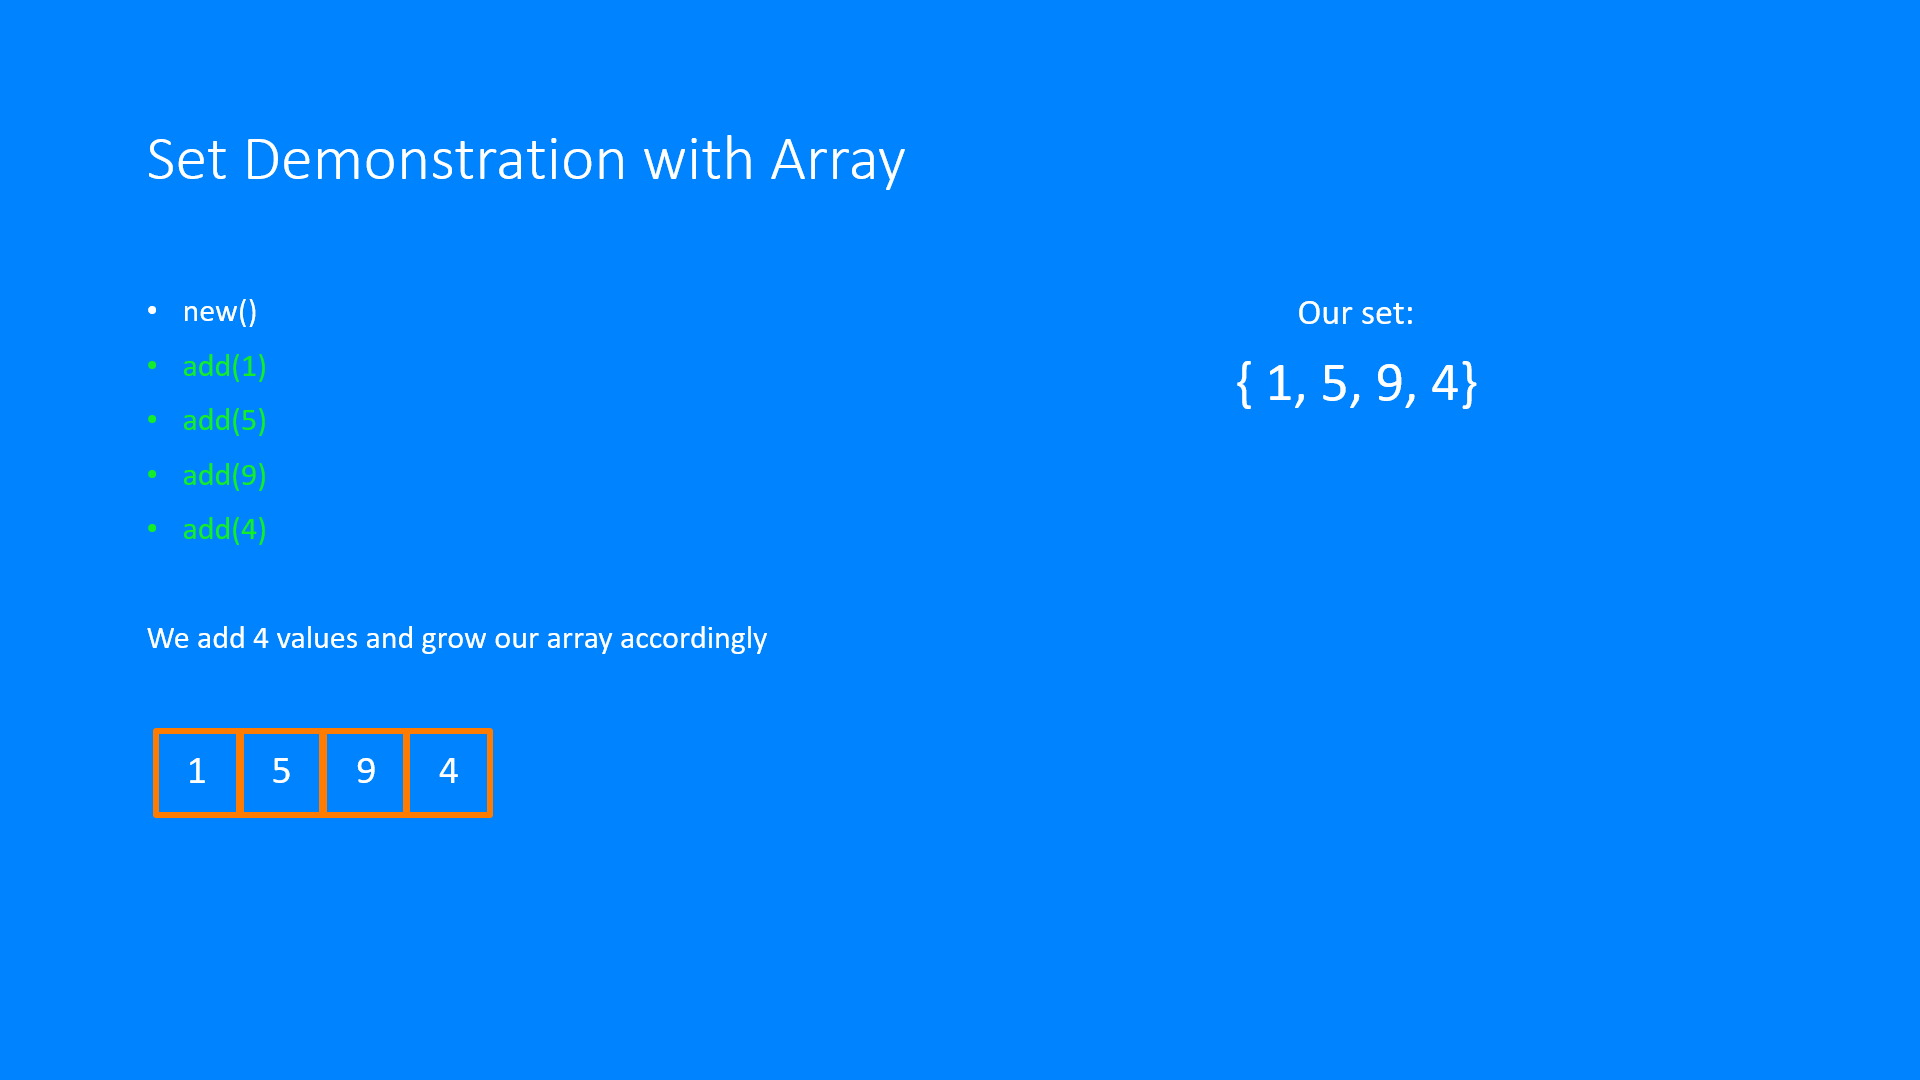 Set Demonstration with Array
• new()
• add(1)
• add(5)
• add(9)
• add(4)
We add 4 values and grow our array accordingly
1 5 9 4
Our set:
{ 1, 5, 9, 4}